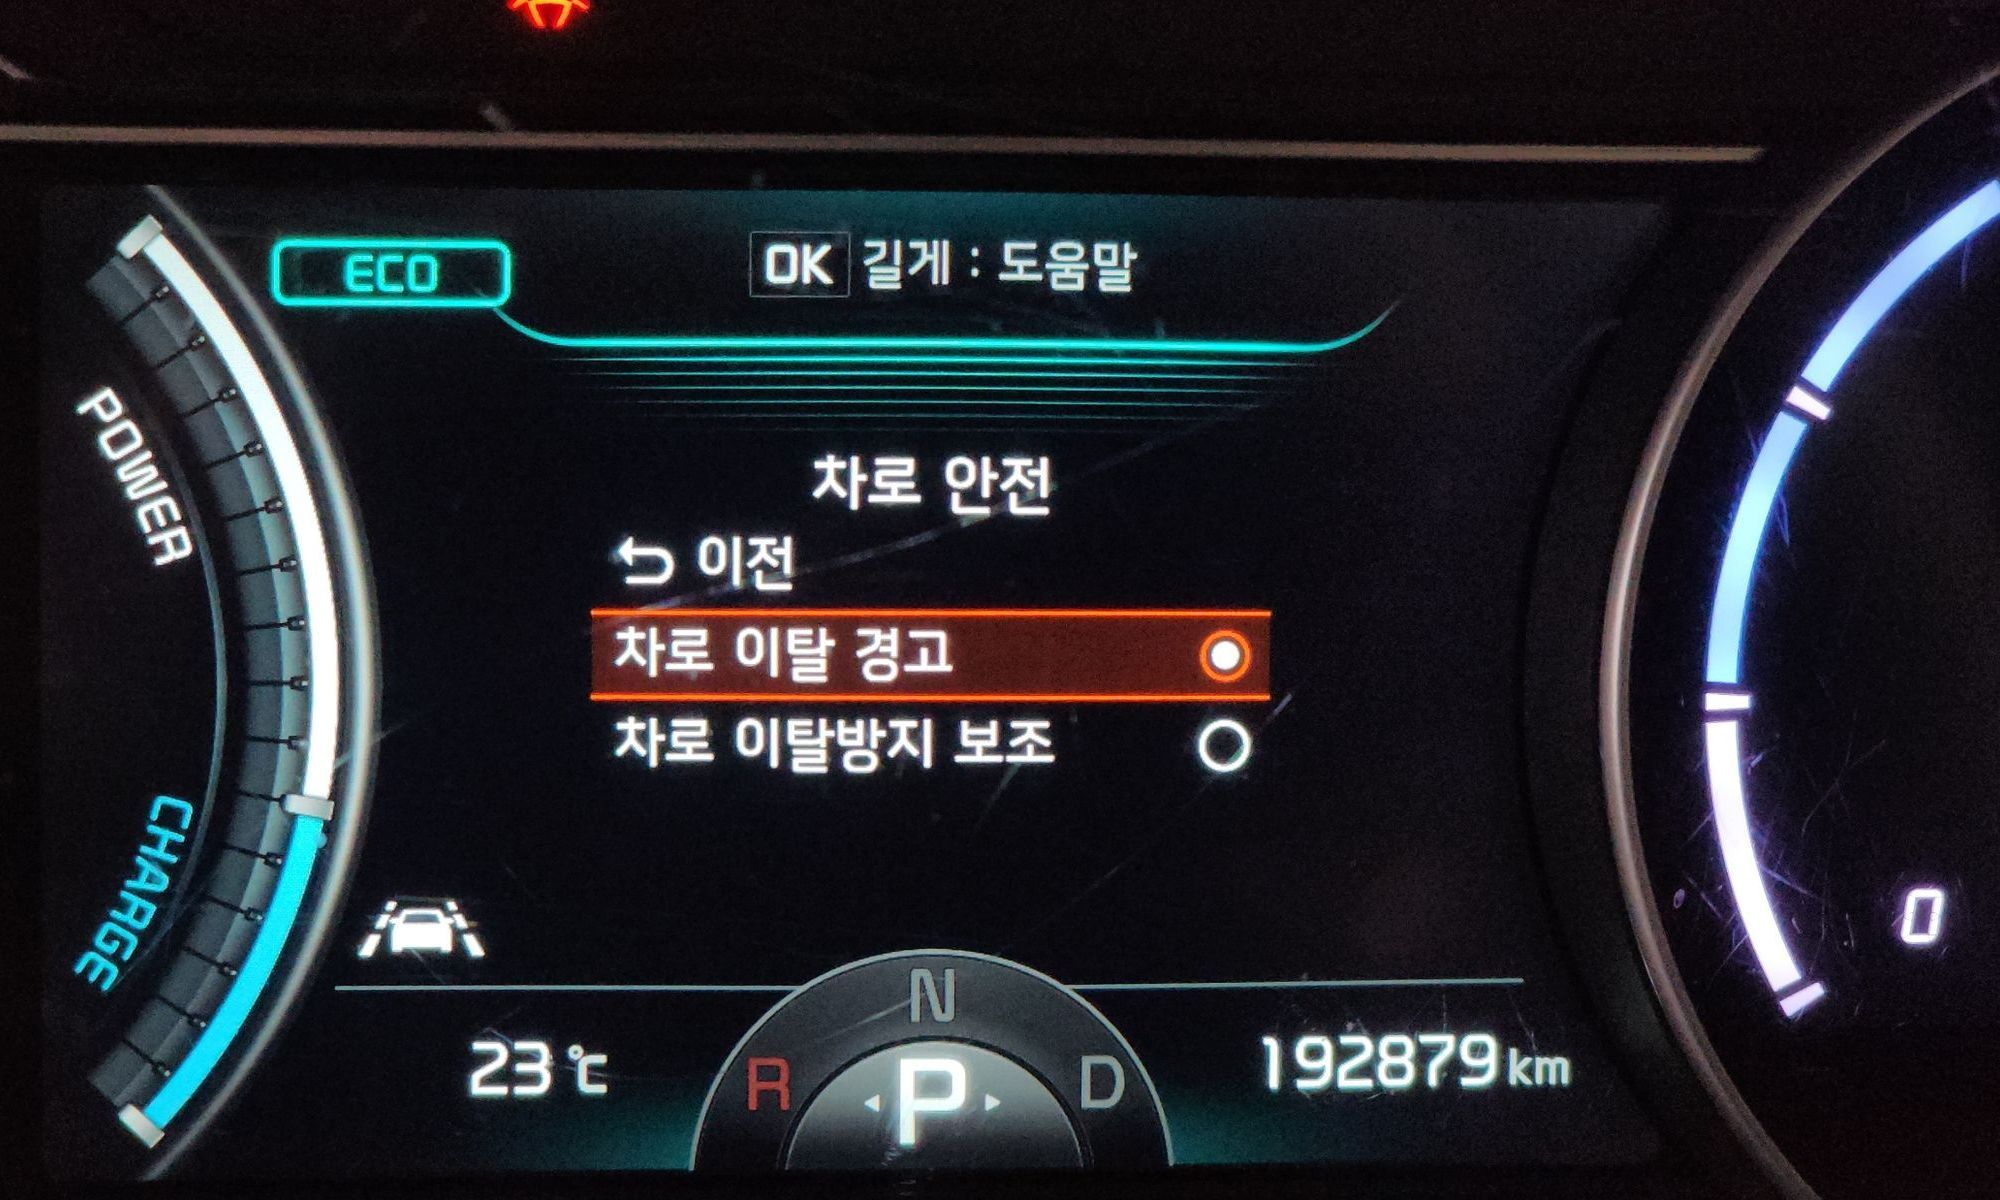 ECO
OK 길게 : 도움말
POWER
차로 안전
이전
차로 이탈 경고
차로 이탈방지 보조
CHARGE
0
N
23 ℃
R
P
D
192879 km